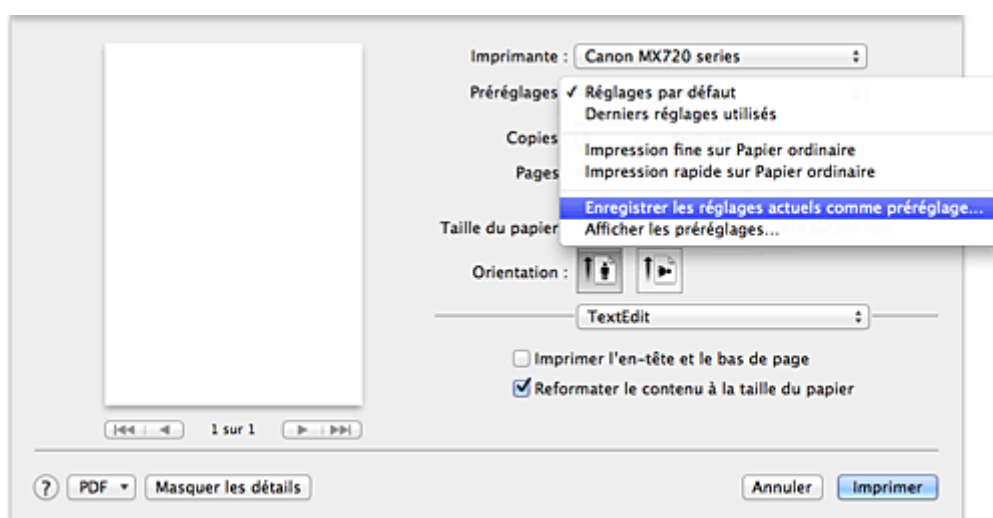 Imprimante : Canon MX720 series
Préréglages ✓ Réglages par défaut
Derniers réglages utilisés
Copies
Impression fine sur Papier ordinaire
Pages
Impression rapide sur Papier ordinaire
Enregistrer les réglages actuels comme préréglage...
Taille du papier
Afficher les préréglages...
Orientation :
TextEdit
Imprimer l'en-tête et le bas de page
Reformater le contenu à la taille du papier
1 sur 1
? PDF Masquer les détails Annuler Imprimer